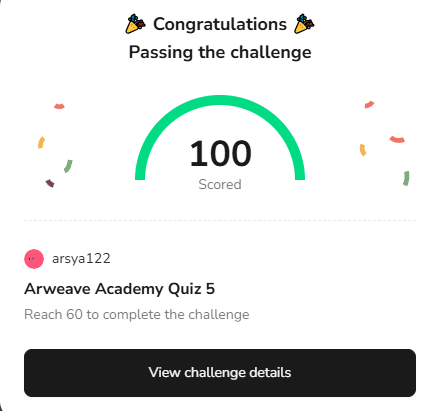 🎉 Congratulations 🎉
Passing the challenge
100
Scored
arsya122
Arweave Academy Quiz 5
Reach 60 to complete the challenge
View challenge details